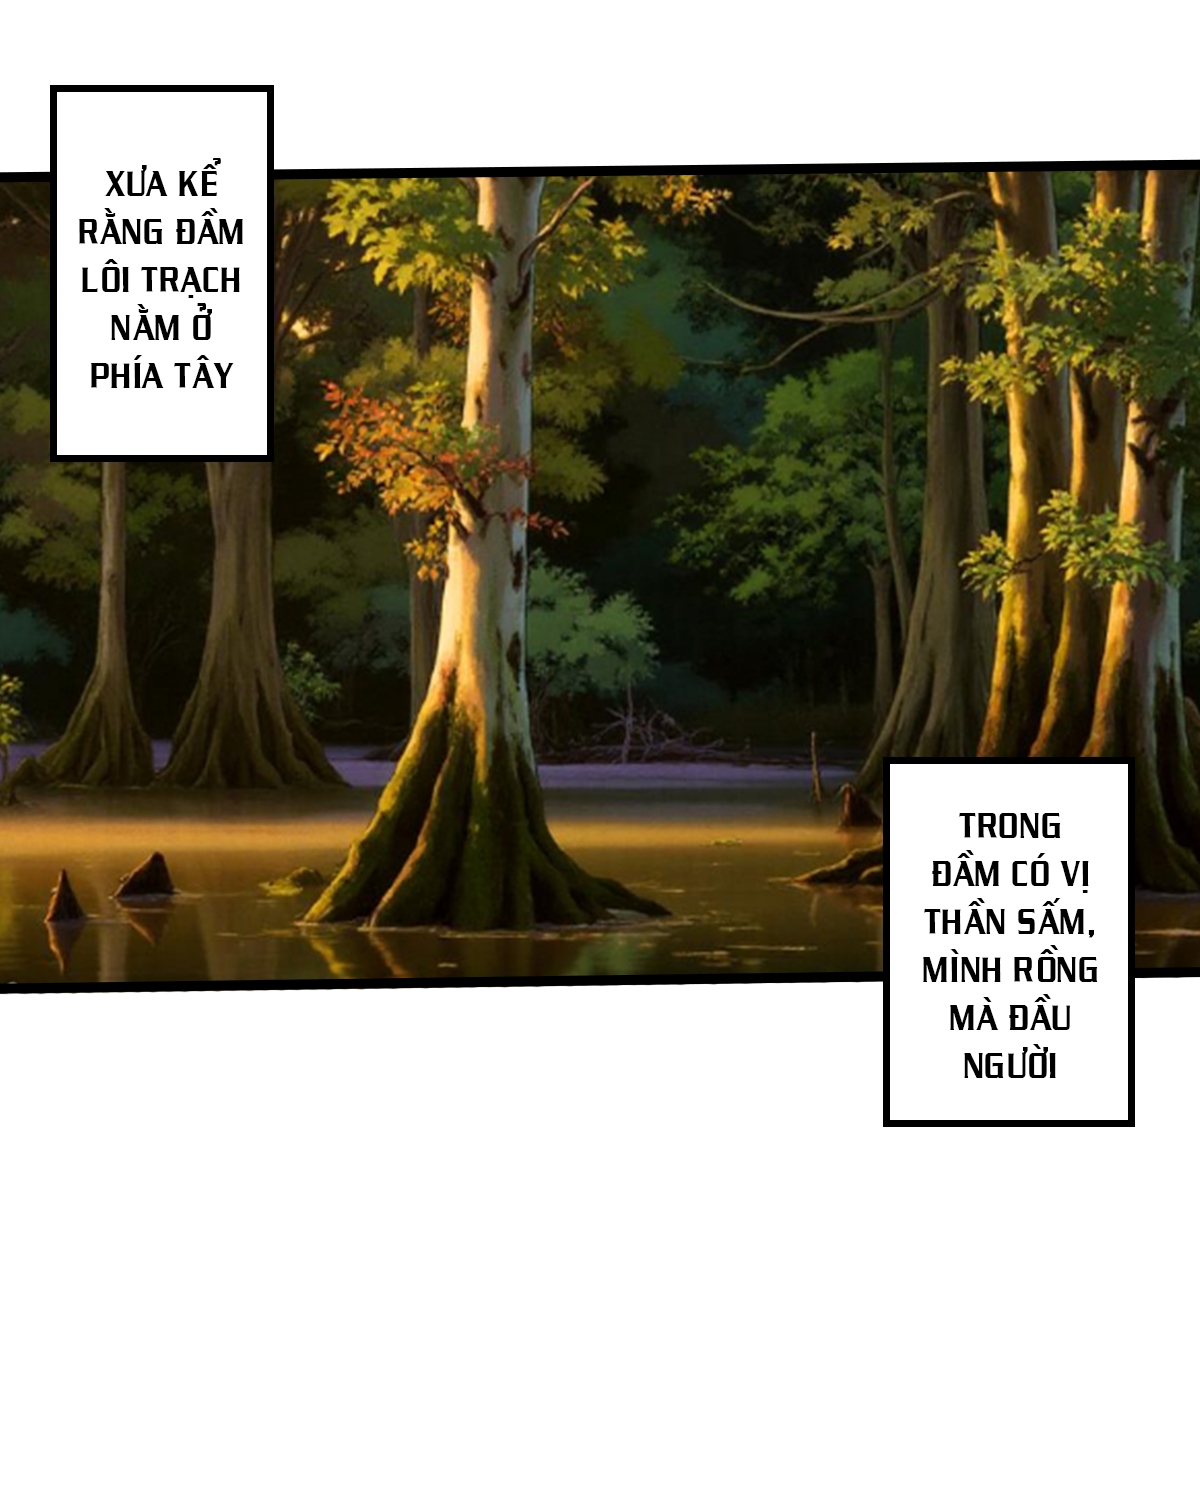 XƯA KỂ
RẰNG ĐẦM
LÔI TRẠCH
NẰM Ở
PHÍA TÂY
TRONG
ĐẦM CÓ VỊ
THẦN SẤM,
MÌNH RỒNG
MÀ ĐẦU
NGƯỜI